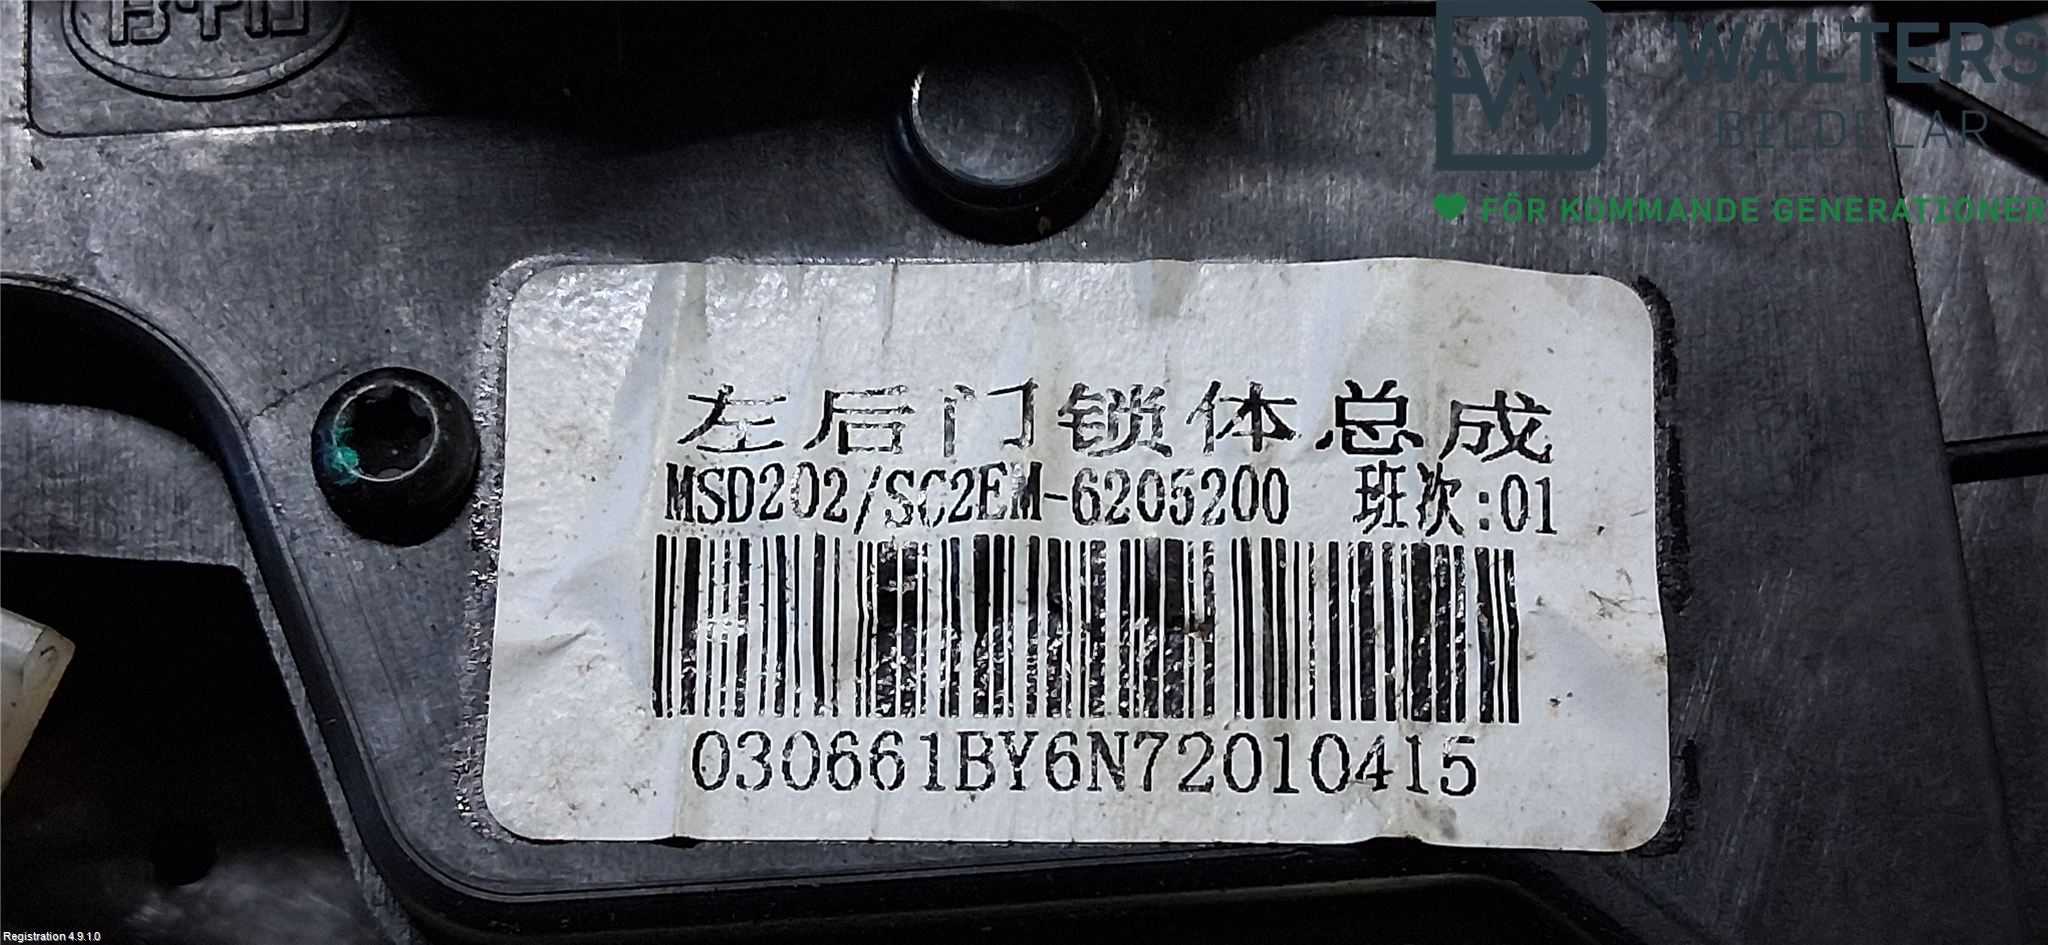 WALTERS
BILDELAR
FÖR KOMMANDE GENERATIONER
左后门锁体总成
MSD202/SC2EM-6205200 班次:01
030661BY6N72010415
Registration 4.9.1.0